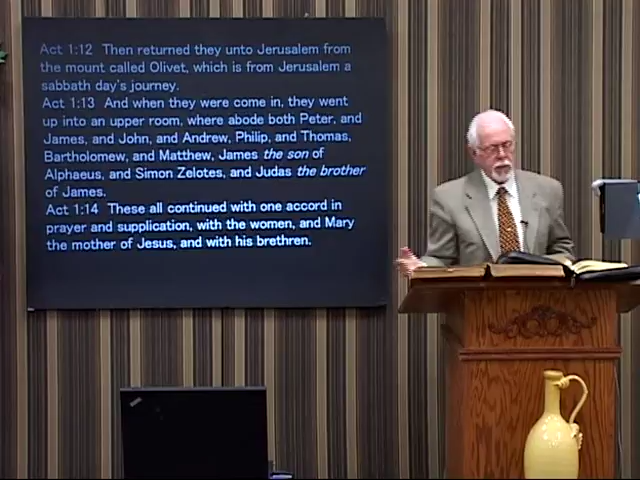 Act 1:12 Then returned they unto Jerusalem from
the mount called Olivet, which is from Jerusalem a
sabbath day's journey.
Act 1:13 And when they were come in, they went
up into an upper room, where abode both Peter, and
James, and John, and Andrew, Philip, and Thomas,
Bartholomew, and Matthew, James the son of
Alphaeus, and Simon Zelotes, and Judas the brother
of James.
Act 1:14 These all continued with one accord in
prayer and supplication, with the women, and Mary
the mother of Jesus, and with his brethren.